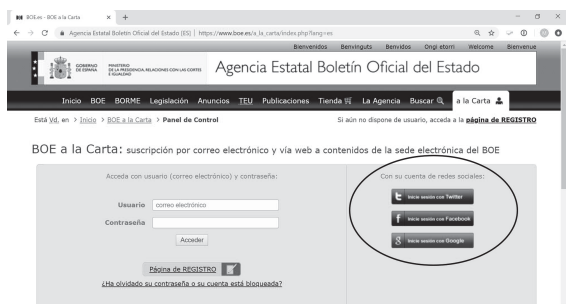 BOE.es - BOE a la Carta
Agencia Estatal Boletín Oficial del Estado (ES) | https://www.boe.es/a_la_carta/index.php?lang=es
Bienvenidos Benvinguts Benvidos Ongi etorri Welcome Bienvenue
GOBIERNO DE ESPAÑA
MINISTERIO DE LA PRESIDENCIA, RELACIONES CON LAS CORTES E IGUALDAD
Agencia Estatal Boletín Oficial del Estado
Inicio BOE BORME Legislación Anuncios TEU Publicaciones Tienda La Agencia Buscar a la Carta
Está Vd. en > Inicio > BOE a la Carta > Panel de Control
Si aún no dispone de usuario, acceda a la página de REGISTRO
BOE a la Carta: suscripción por correo electrónico y vía web a contenidos de la sede electrónica del BOE
Acceda con usuario (correo electrónico) y contraseña:
Usuario correo electrónico
Contraseña
Acceder
Página de REGISTRO
¿Ha olvidado su contraseña o su cuenta está bloqueada?
Con su cuenta de redes sociales:
Inicie sesión con Twitter
Inicie sesión con Facebook
Inicie sesión con Google